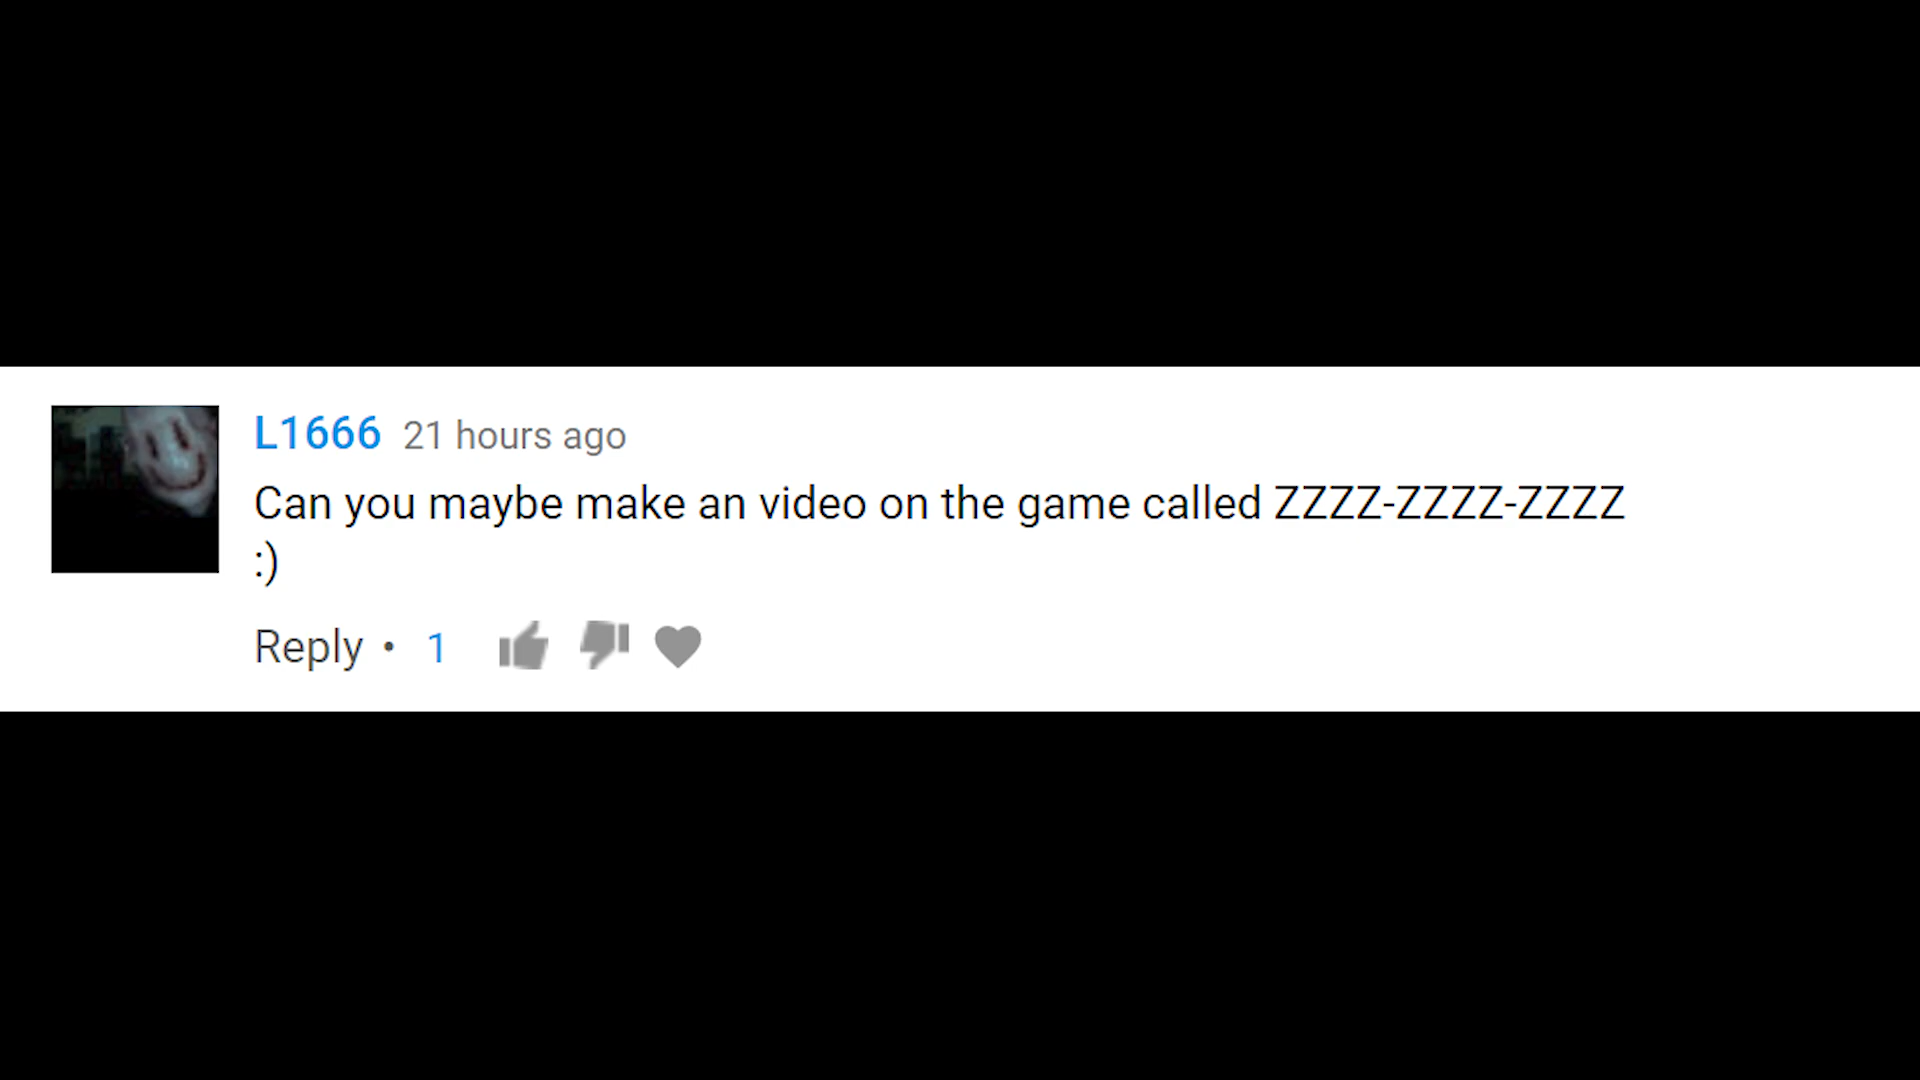 L1666 21 hours ago
Can you maybe make an video on the game called ZZZZ-ZZZZ-ZZZZ
:)
Reply • 1